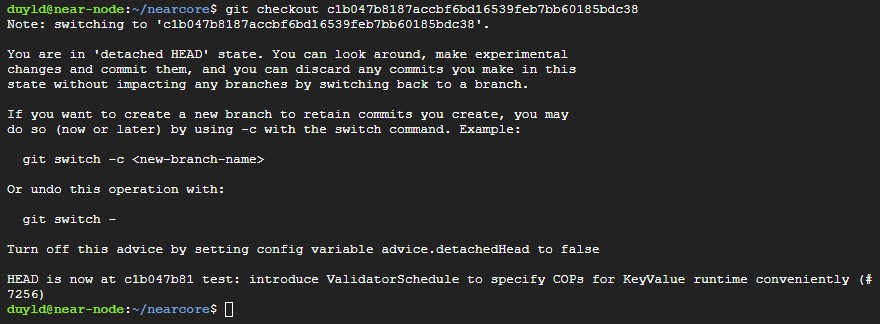 duyld@near-node:~/nearcore$ git checkout c1b047b8187accbf6bd16539feb7bb60185bdc38
Note: switching to 'c1b047b8187accbf6bd16539feb7bb60185bdc38'.
You are in 'detached HEAD' state. You can look around, make experimental
changes and commit them, and you can discard any commits you make in this
state without impacting any branches by switching back to a branch.
If you want to create a new branch to retain commits you create, you may
do so (now or later) by using -c with the switch command. Example:
git switch -c <new-branch-name>
Or undo this operation with:
git switch -
Turn off this advice by setting config variable advice.detachedHead to false
HEAD is now at c1b047b81 test: introduce ValidatorSchedule to specify COPs for KeyValue runtime conveniently (#
7256)
duyld@near-node:~/nearcore$